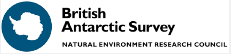 British
Antarctic Survey
NATURAL ENVIRONMENT RESEARCH COUNCIL